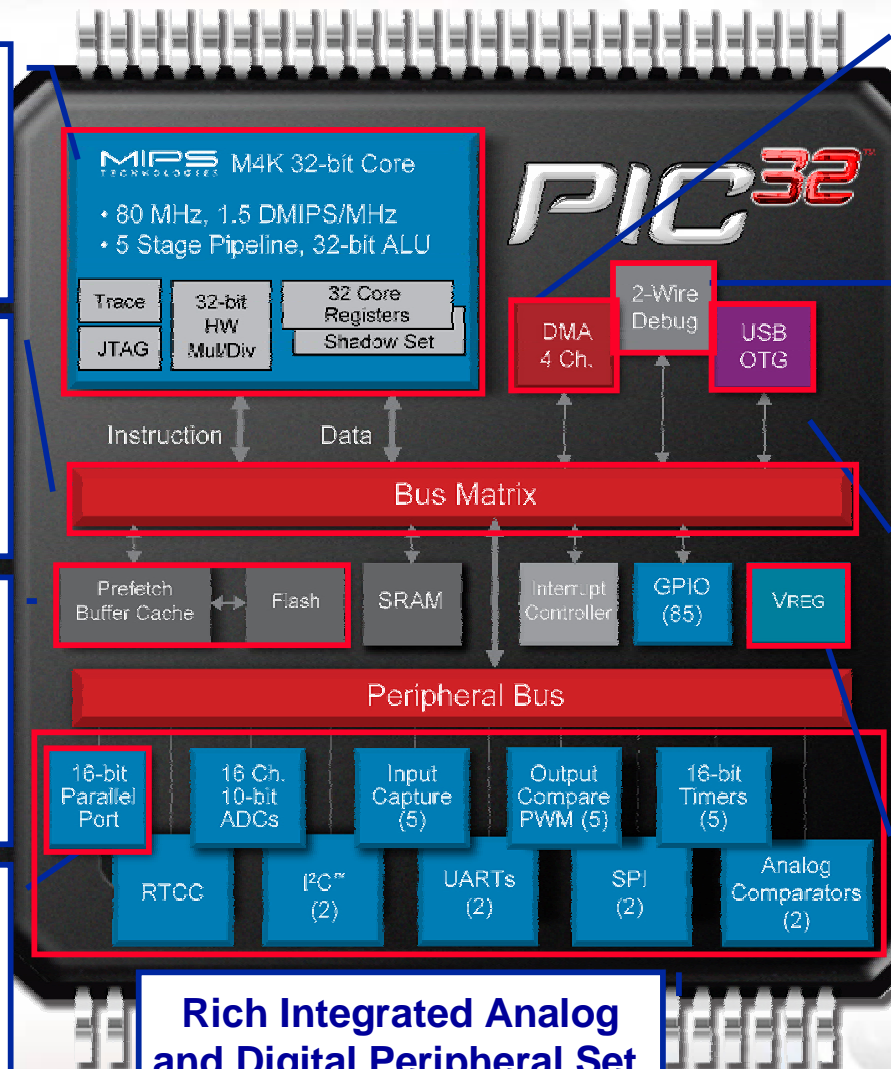 MIPS M4K 32-bit Core
TECHNOLOGIES
• 80 MHz, 1.5 DMIPS/MHz
• 5 Stage Pipeline, 32-bit ALU
Trace
JTAG
32-bit
HW
Mul/Div
32 Core
Registers
Shadow Set
PIC32™
DMA
4 Ch.
2-Wire
Debug
USB
OTG
Instruction
Data
Bus Matrix
Prefetch
Buffer Cache
Flash
SRAM
Interrupt
Controller
GPIO
(85)
VREG
Peripheral Bus
16-bit
Parallel
Port
16 Ch.
10-bit
ADCs
Input
Capture
(5)
Output
Compare
PWM (5)
16-bit
Timers
(5)
RTCC
I²C™
(2)
UARTs
(2)
SPI
(2)
Analog
Comparators
(2)
Rich Integrated Analog
and Digital Peripheral Set